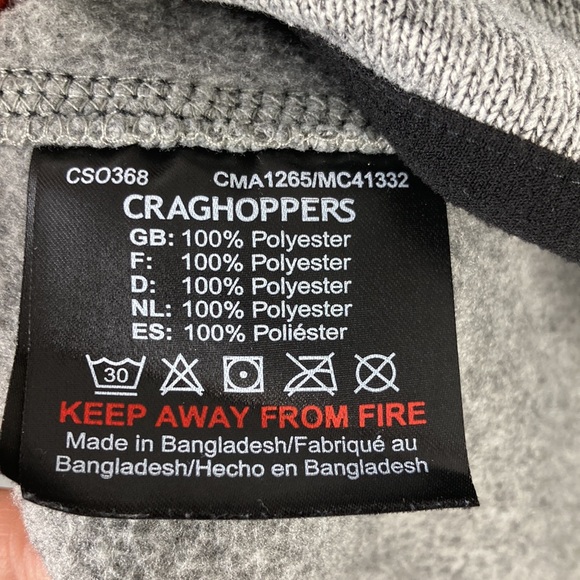 CSO368 CMA1265/MC41332
CRAGHOPPERS
GB: 100% Polyester
F: 100% Polyester
D: 100% Polyester
NL: 100% Polyester
ES: 100% Poliéster
30
KEEP AWAY FROM FIRE
Made in Bangladesh/Fabriqué au
Bangladesh/Hecho en Bangladesh